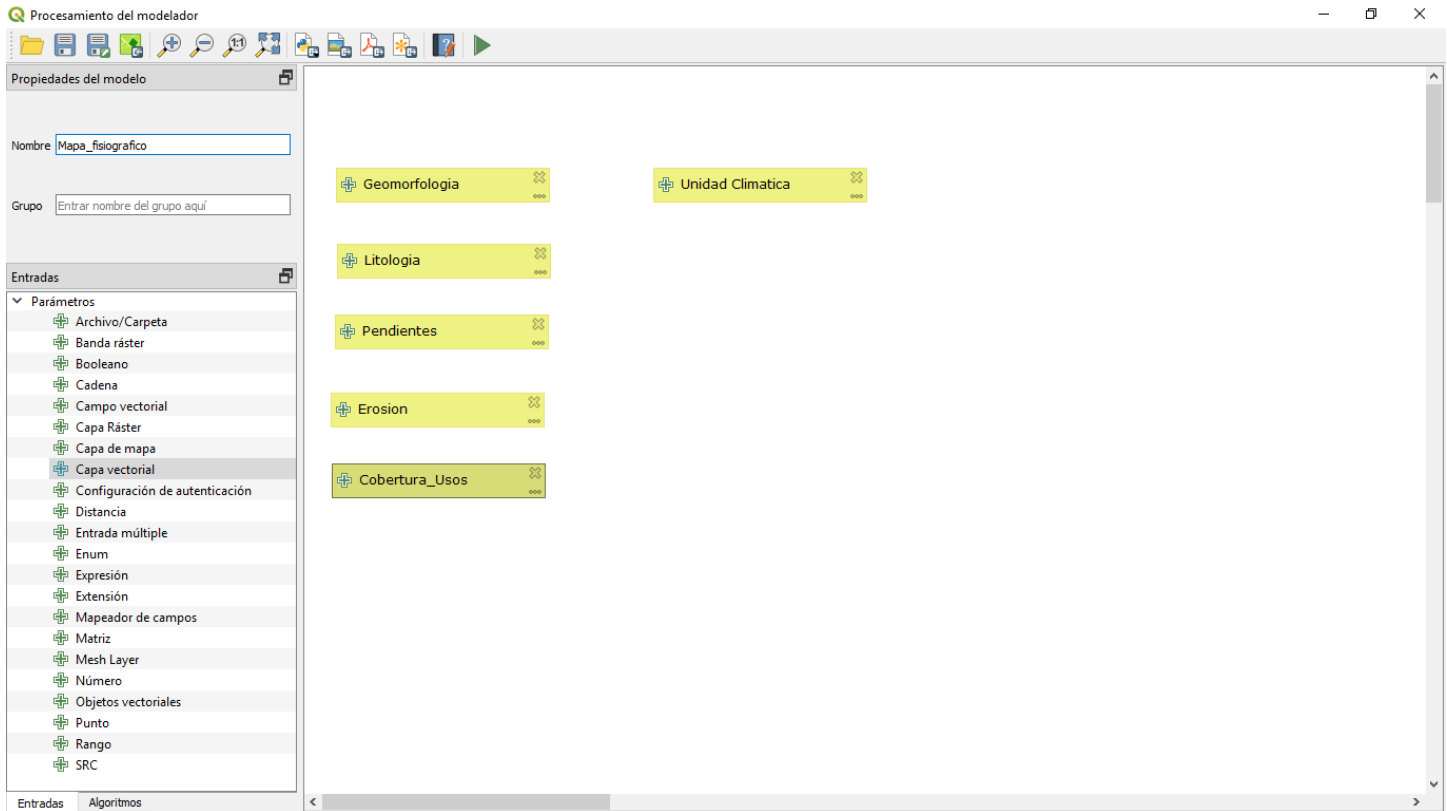 Procesamiento del modelador
Propiedades del modelo
Nombre Mapa_fisiografico
Grupo Entrar nombre del grupo aquí
Entradas
Parámetros
Archivo/Carpeta
Banda ráster
Booleano
Cadena
Campo vectorial
Capa Ráster
Capa de mapa
Capa vectorial
Configuración de autenticación
Distancia
Entrada múltiple
Enum
Expresión
Extensión
Mapeador de campos
Matriz
Mesh Layer
Número
Objetos vectoriales
Punto
Rango
SRC
Entradas Algoritmos
Geomorfologia
Unidad Climatica
Litologia
Pendientes
Erosion
Cobertura_Usos